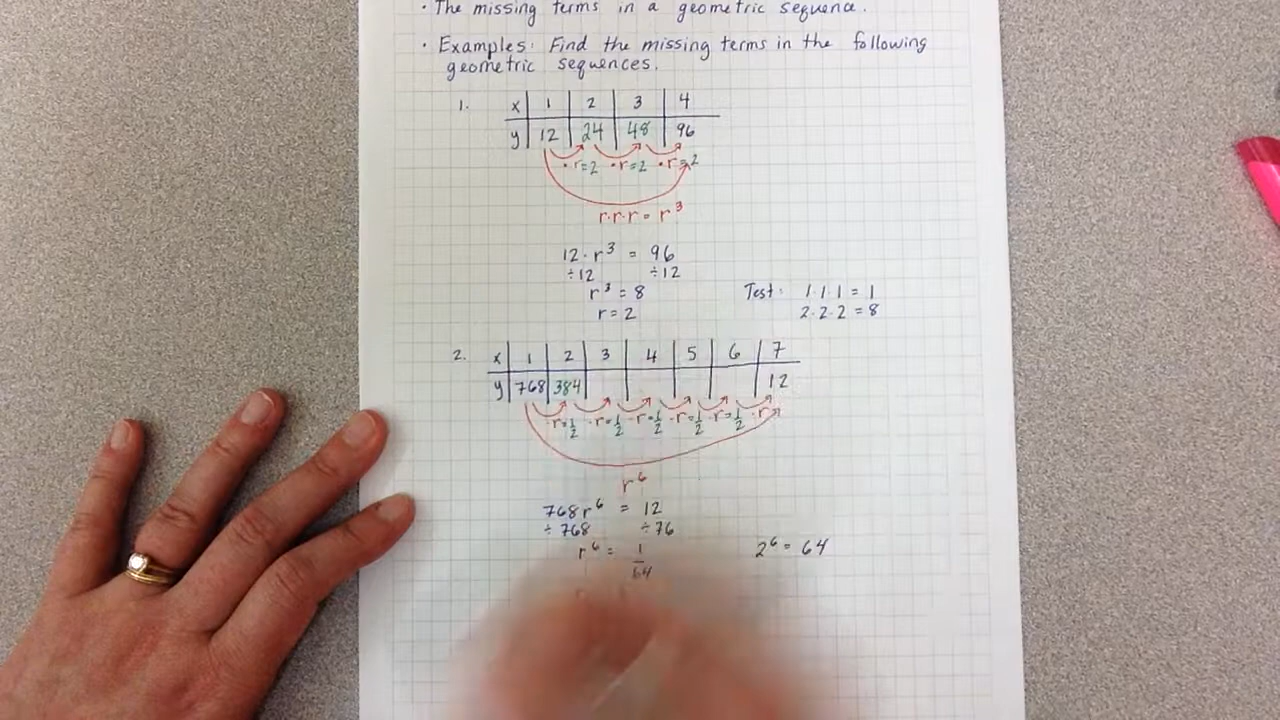 · The missing terms in a geometric sequence.
· Examples: Find the missing terms in the following
geometric sequences.
1. x 1 2 3 4
y 12 24 48 96
·r=2 ·r=2 ·r=2
r·r·r = r³
12·r³ = 96
÷12 ÷12
r³ = 8 Test: 1·1·1 = 1
r = 2 2·2·2 = 8
2. x 1 2 3 4 5 6 7
y 768 384 12
·r=1/2 ·r=1/2 ·r=1/2 ·r=1/2 ·r=1/2 ·r
r⁶
768r⁶ = 12
÷768 ÷76
r⁶ = 1/64 2⁶ = 64